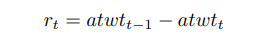 r_t = atwt_{t-1} − atwt_t